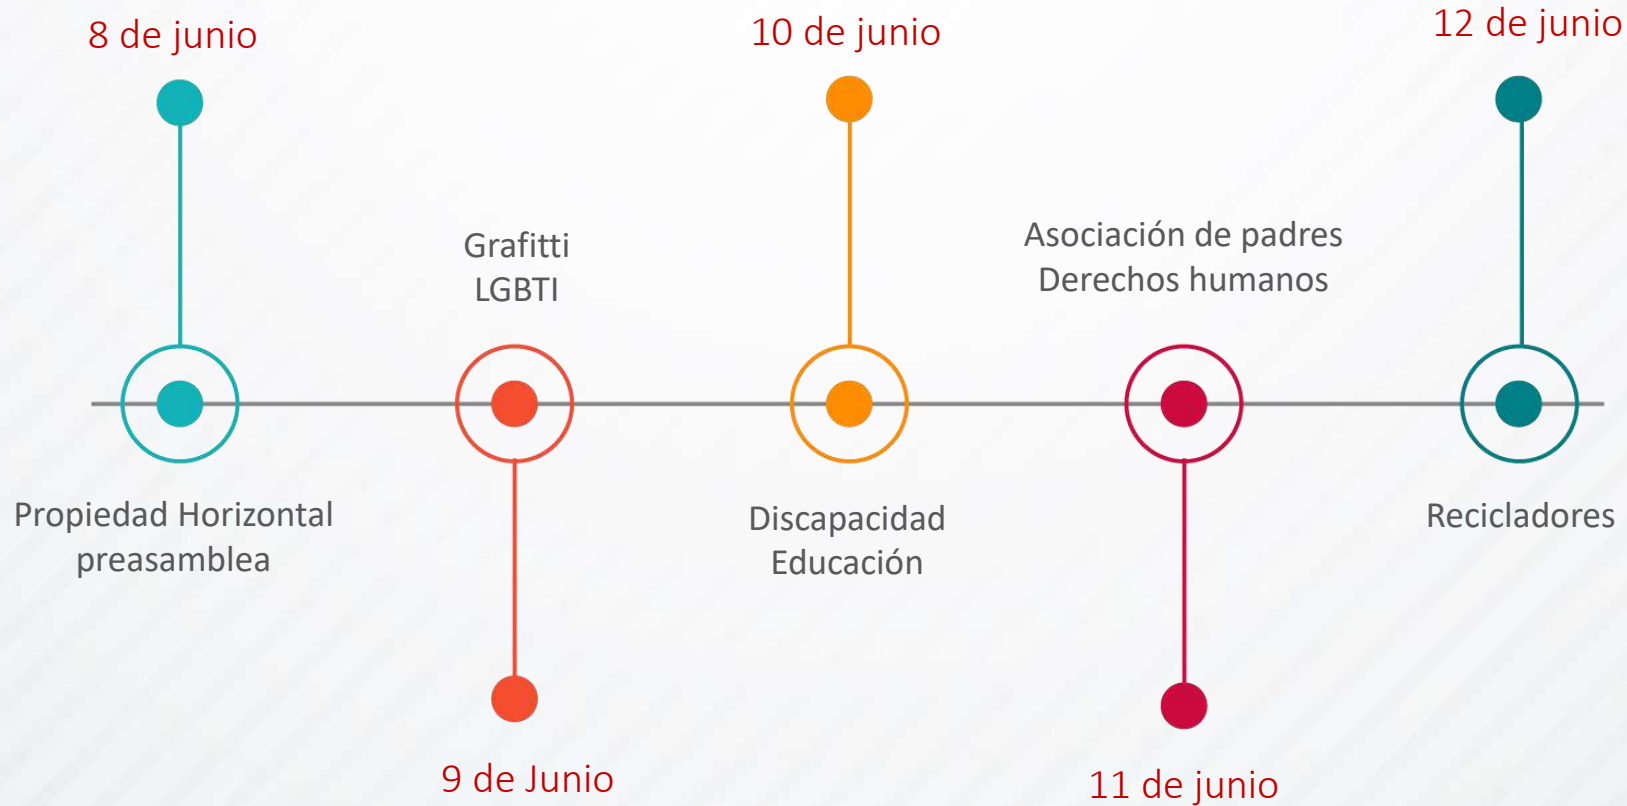 8 de junio
Propiedad Horizontal
preasamblea
Grafitti
LGBTI
9 de Junio
10 de junio
Discapacidad
Educación
Asociación de padres
Derechos humanos
11 de junio
12 de junio
Recicladores